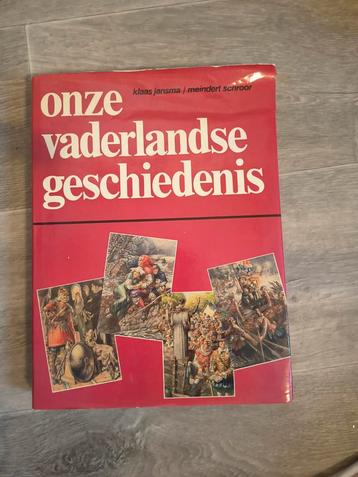 klaas jansma / meindert schroor
onze
vaderlandse
geschiedenis